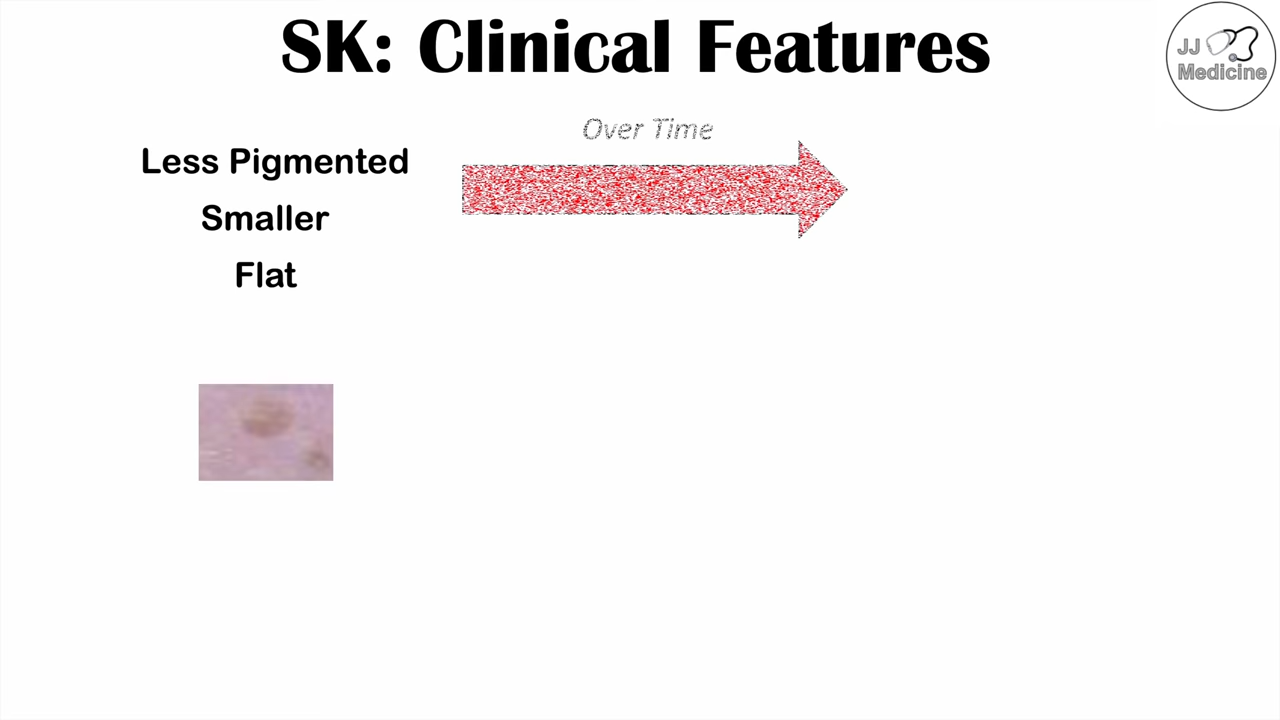 SK: Clinical Features
JJ
Medicine
Over Time
Less Pigmented
Smaller
Flat